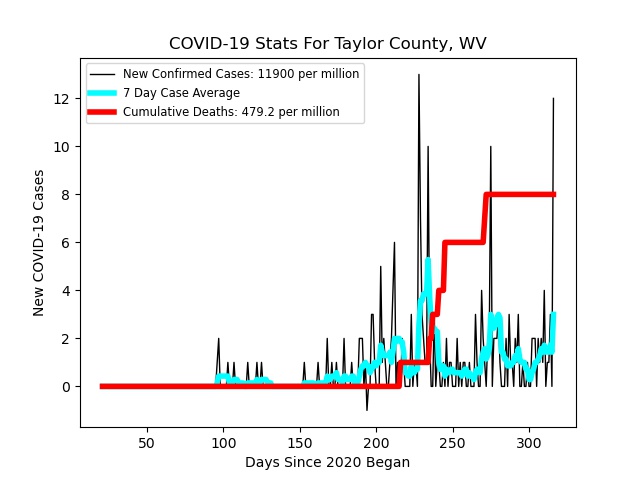 COVID-19 Stats For Taylor County, WV
New Confirmed Cases: 11900 per million
7 Day Case Average
Cumulative Deaths: 479.2 per million
12
10
8
6
4
2
0
New COVID-19 Cases
50 100 150 200 250 300
Days Since 2020 Began